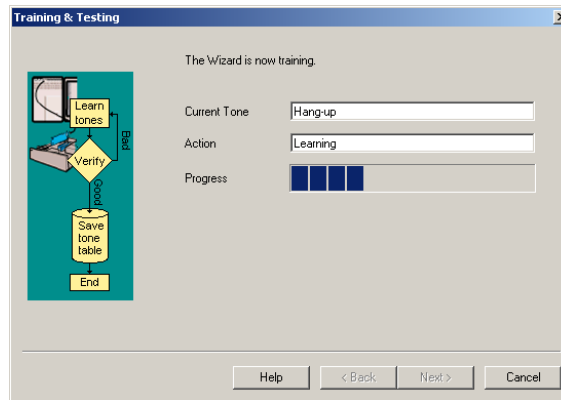 Training & Testing
The Wizard is now training.
Current Tone
Hang-up
Action
Learning
Progress
Learn
tones
Bad
Verify
Good
Save
tone
table
End
Help
< Back
Next >
Cancel